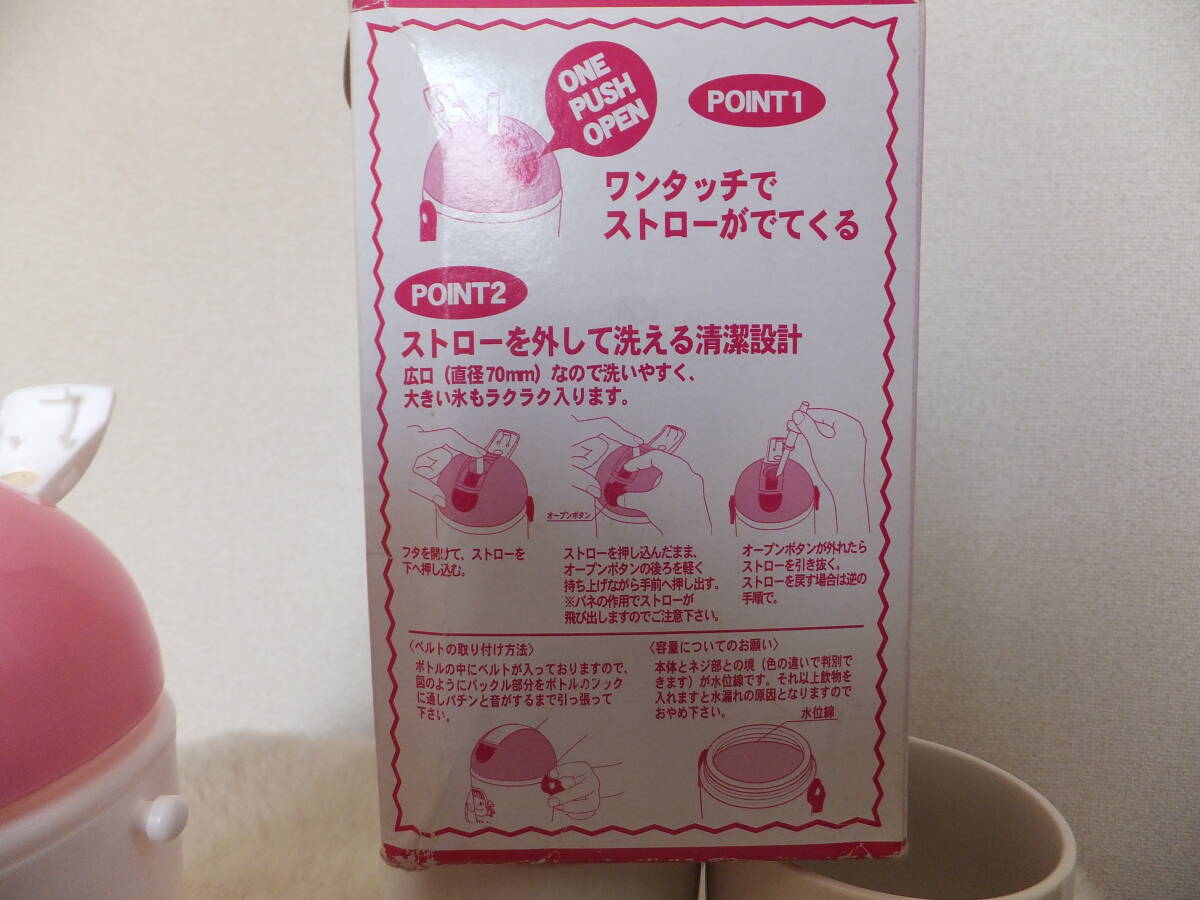 ONE
PUSH
OPEN
POINT1
ワンタッチで
ストローがでてくる
POINT2
ストローを外して洗える清潔設計
広口（直径70mm）なので洗いやすく、
大きい氷もラクラク入ります。
オープンボタン
フタを開けて、ストローを
下へ押し込む。
ストローを押し込んだまま、
オープンボタンの後ろを軽く
持ち上げながら手前へ押し出す。
※バネの作用でストローが
飛び出しますのでご注意下さい。
オープンボタンが外れたら
ストローを引き抜く。
ストローを戻す場合は逆の
手順で。
〈ベルトの取り付け方法〉
ボトルの中にベルトが入っておりますので、
図のようにバックル部分をボトルのフック
に通しパチンと音がするまで引っ張って
下さい。
〈容量についてのお願い〉
本体とネジ部との境（色の違いで判別で
きます）が水位線です。それ以上飲物を
入れますと水漏れの原因となりますので
おやめ下さい。
水位線